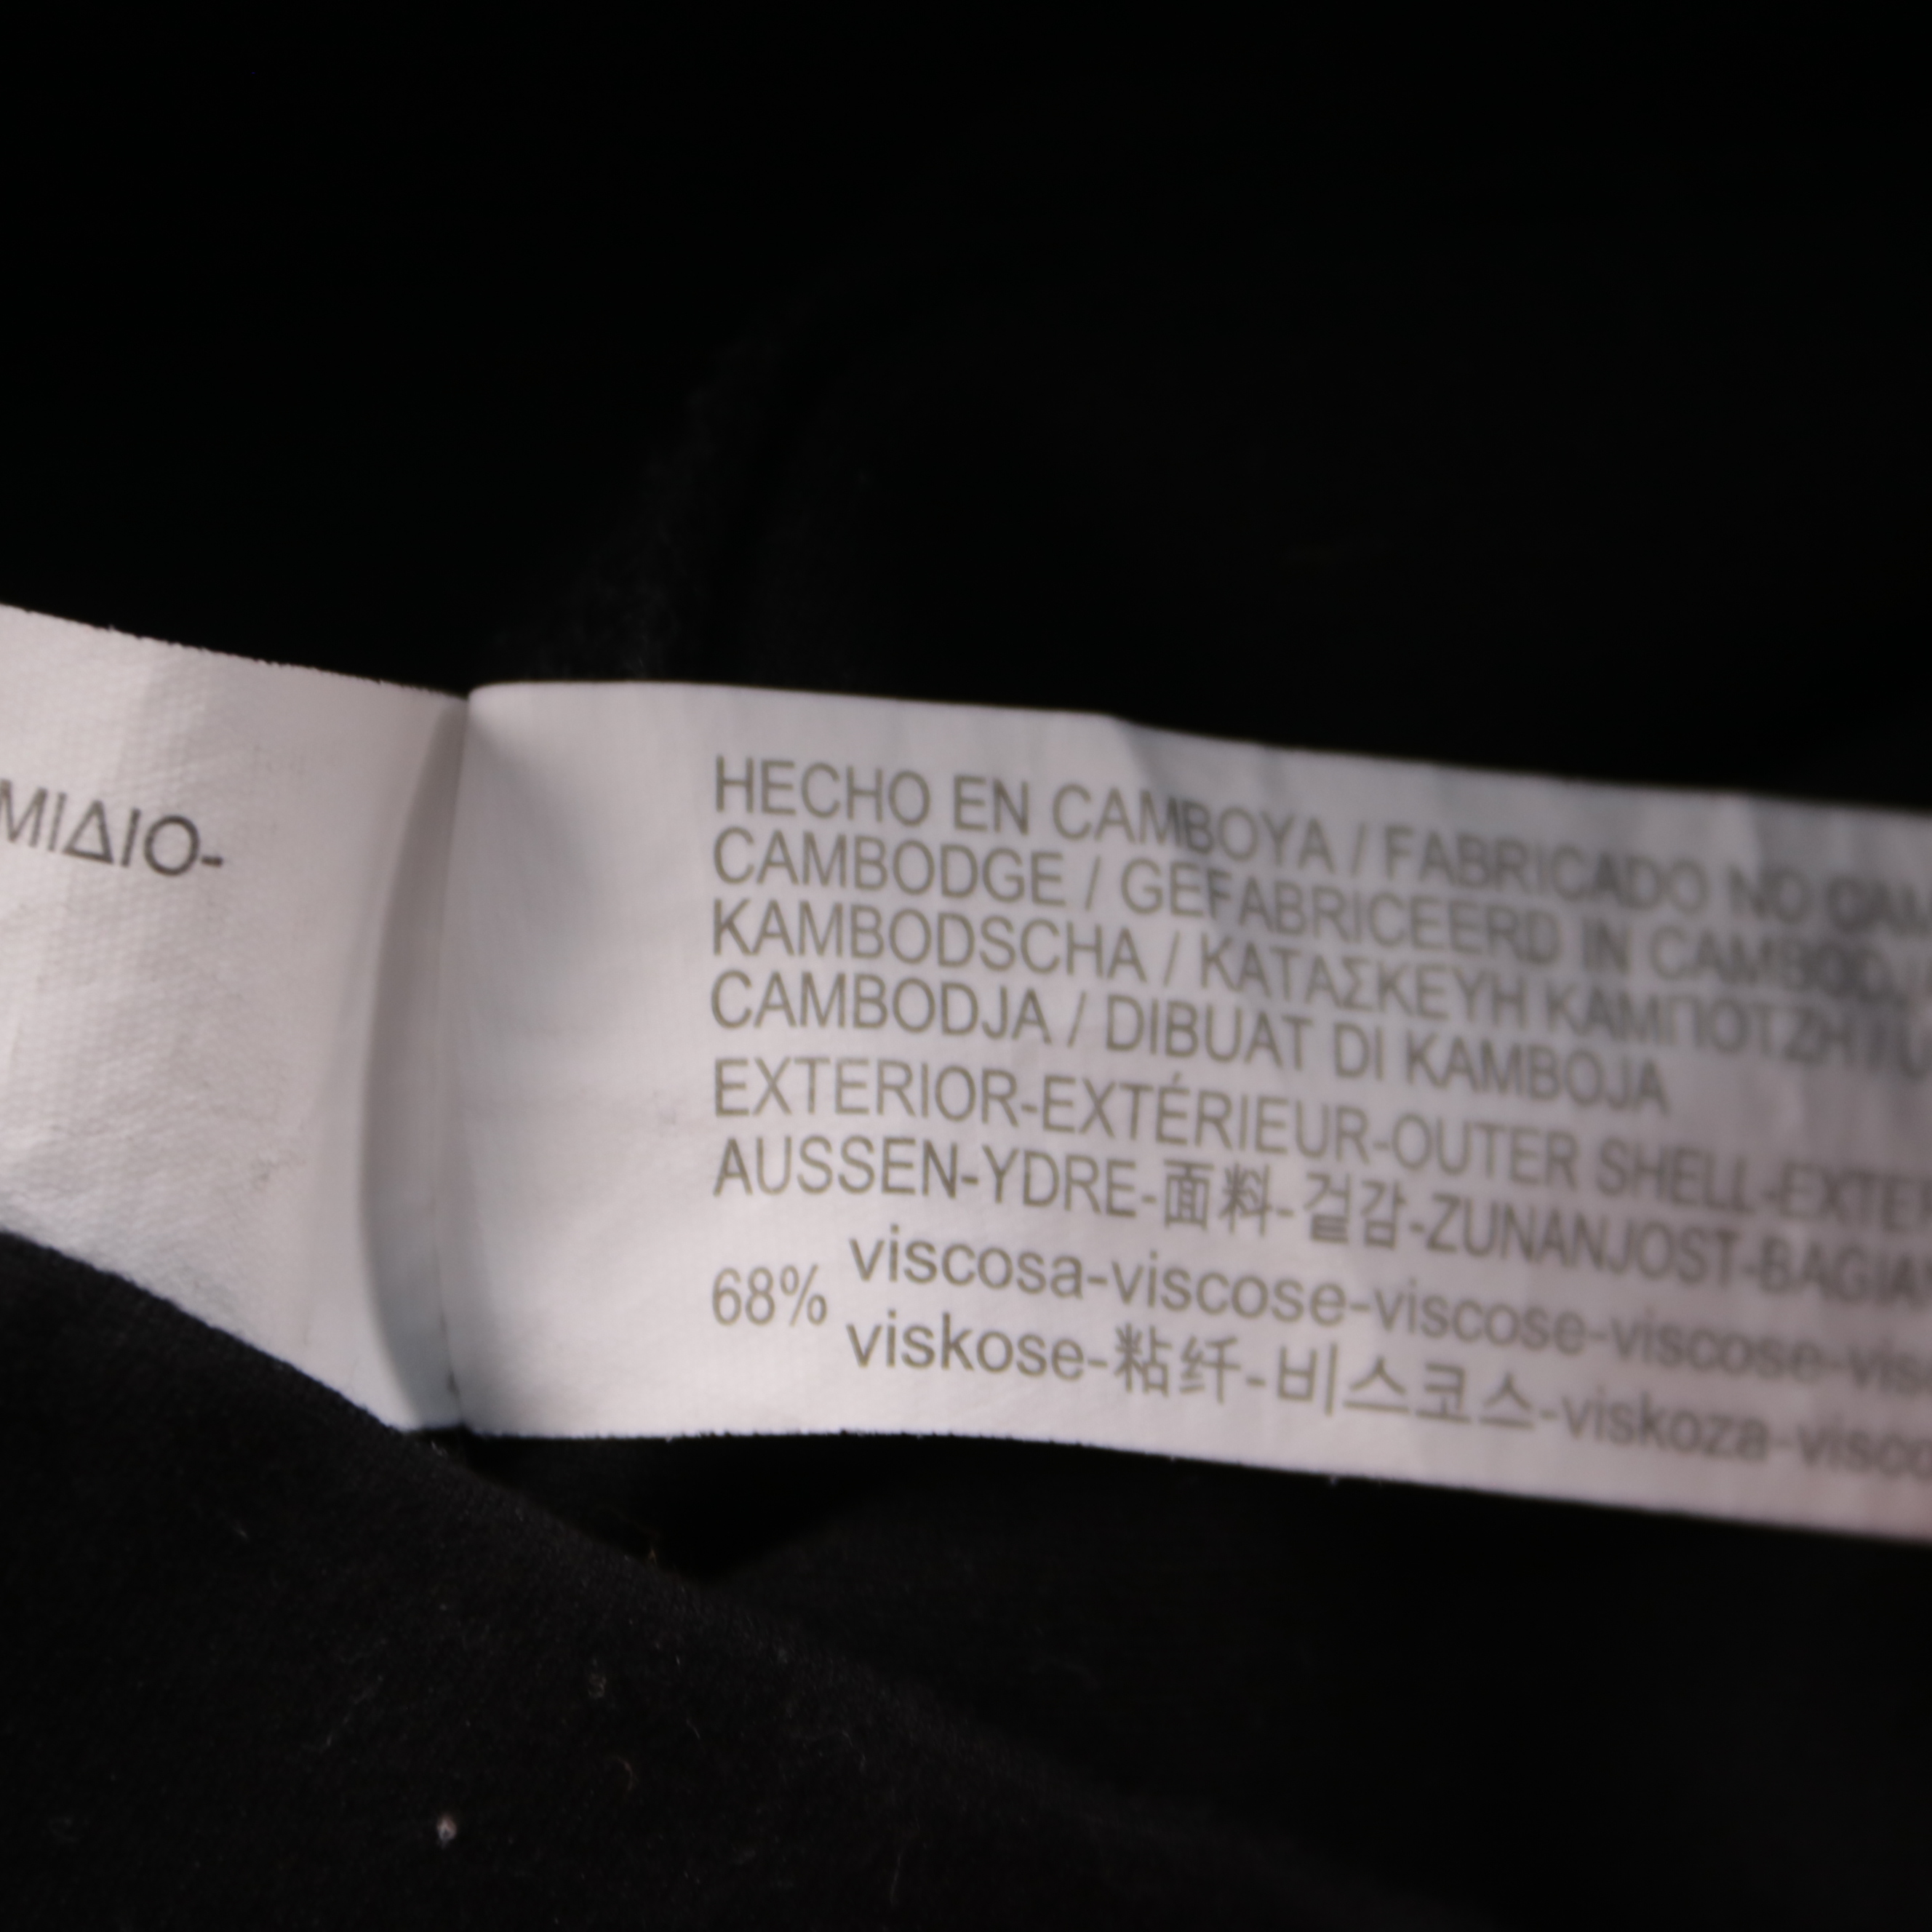 ΜΙΔΙΟ-
HECHO EN CAMBOYA / FABRICADO NO
CAMBODGE / GEFABRICEERD IN
KAMBODSCHA / ΚΑΤΑΣΚΕΥΗ ΚΑΜΠΟΤΖΗ /
CAMBODJA / DIBUAT DI KAMBOJA
EXTERIOR-EXTÉRIEUR-OUTER SHELL-
AUSSEN-YDRE-面料-겉감-ZUNANJOST-
68% viscosa-viscose-viscose-viscose-
viskose-粘纤-비스코스-viskoza-